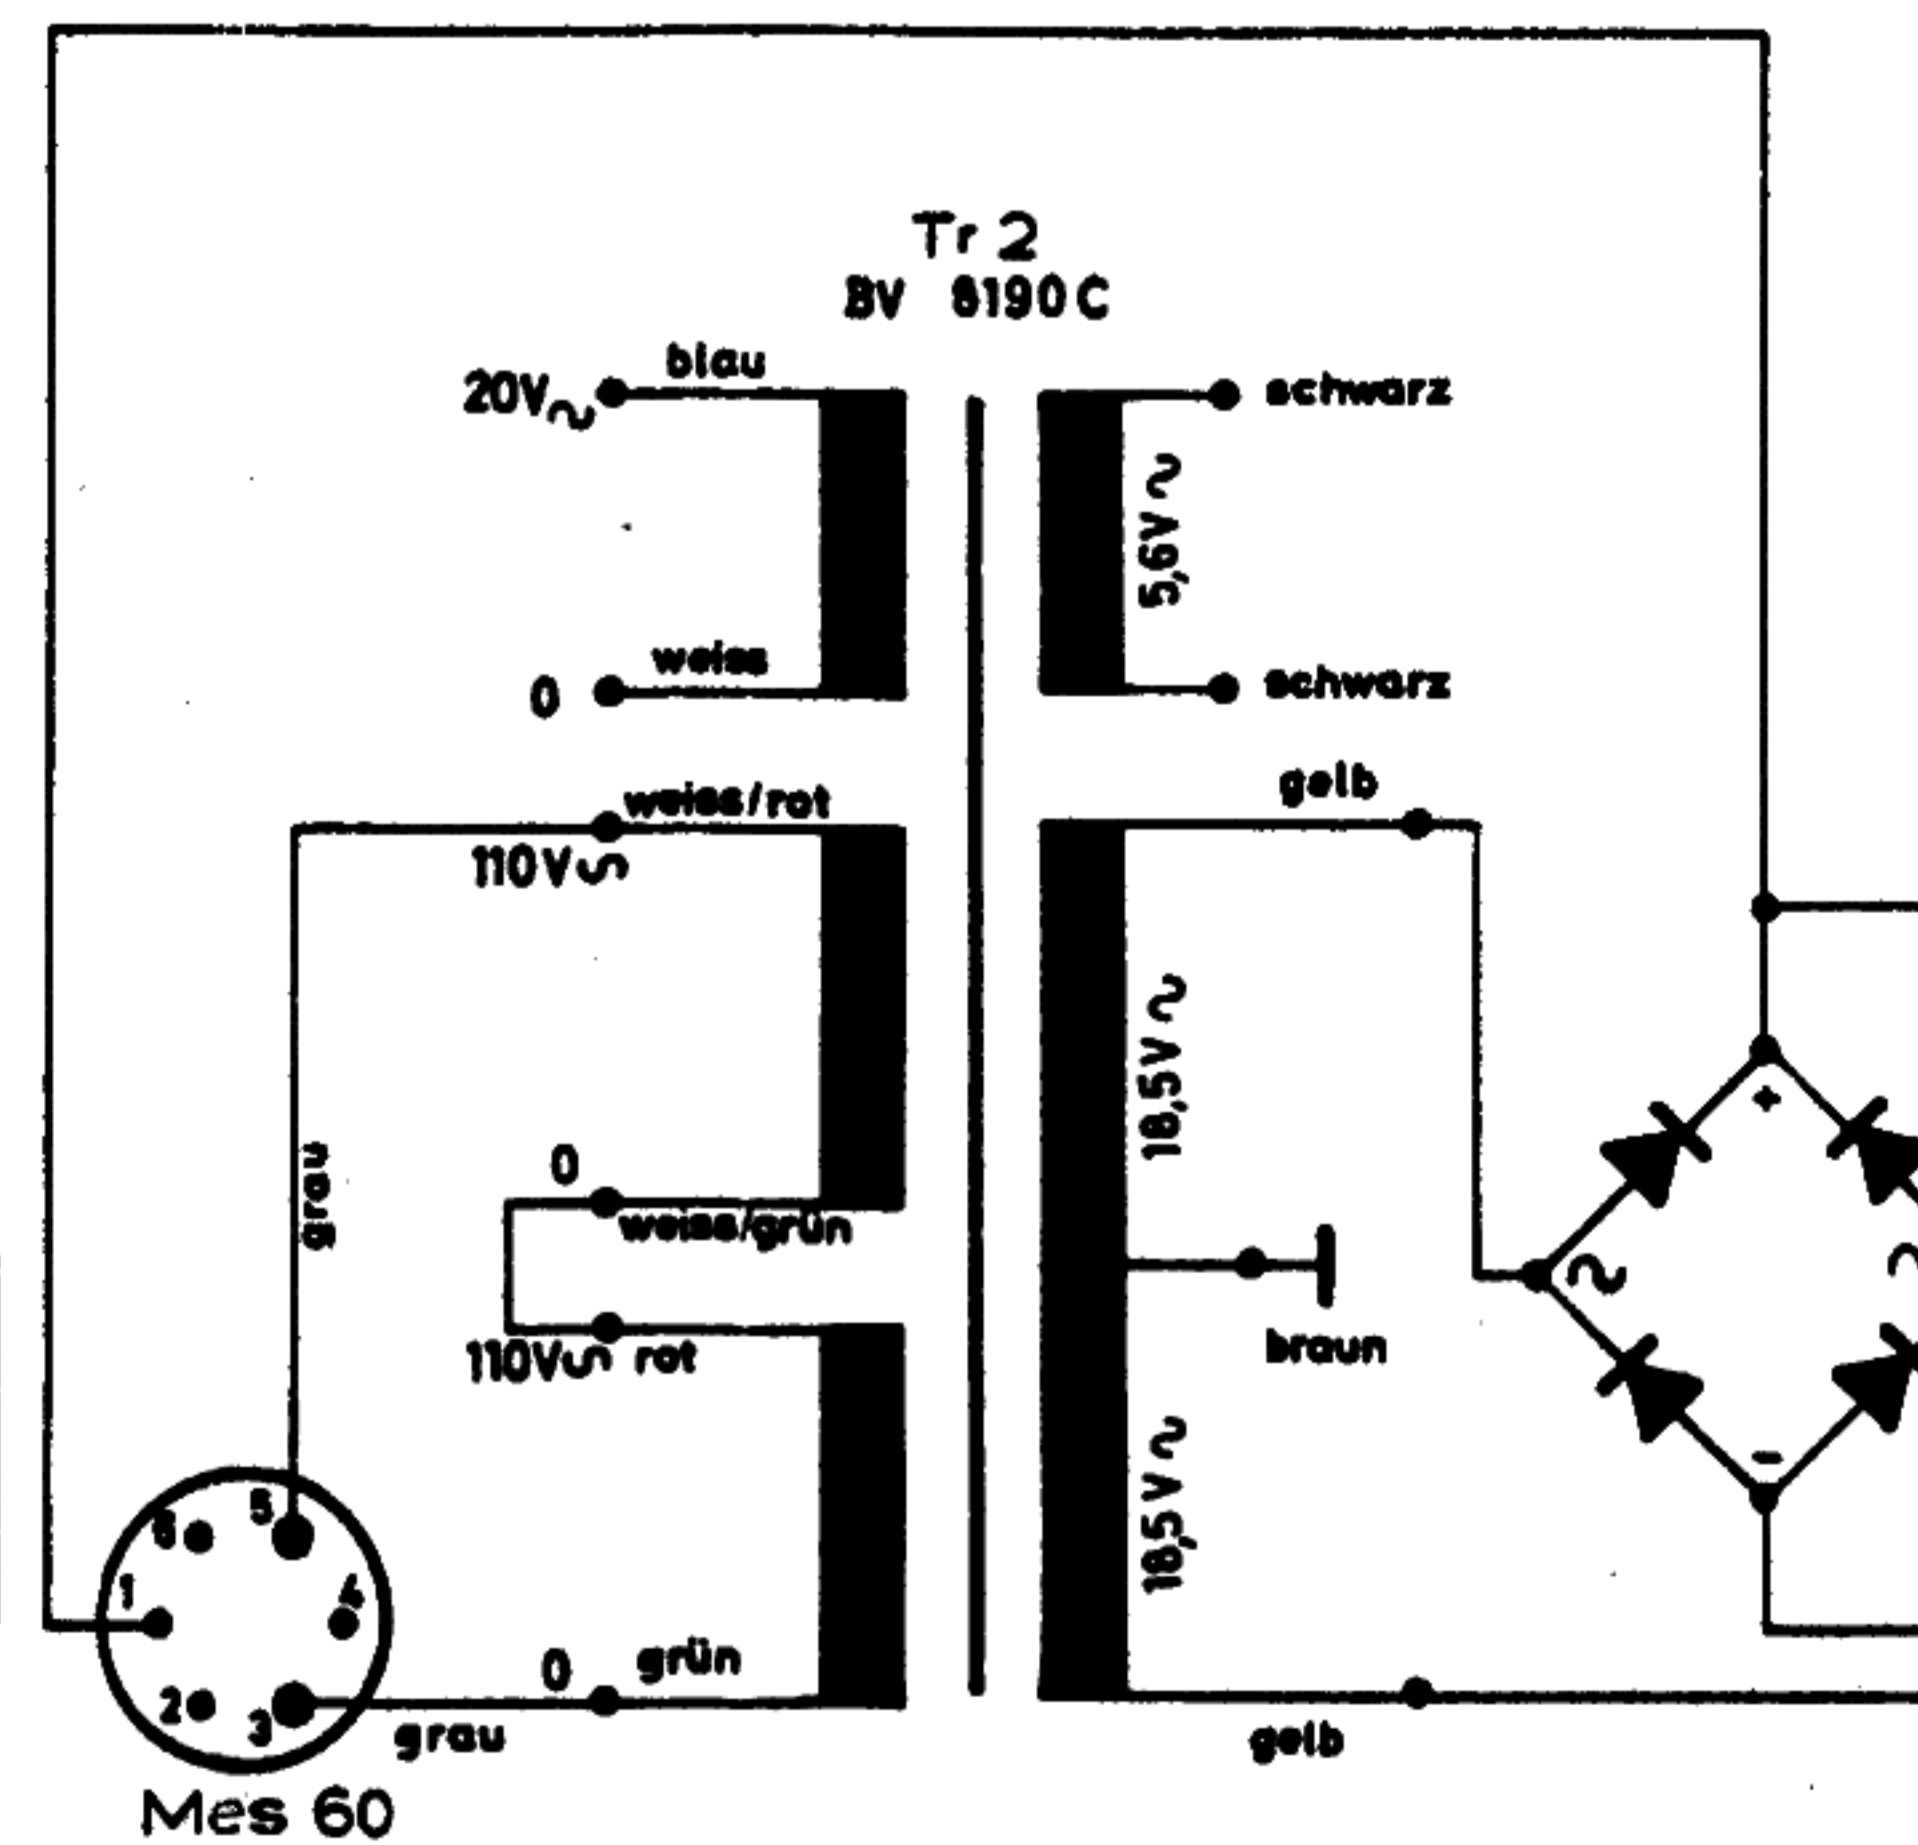 Tr 2
BV 8190 C
20V~
blau
schwarz
5,6V ~
0
weiss
schwarz
weiss/rot
110V~
gelb
18,5V ~
+
grau
0
weiss/grün
~
~
110V~ rot
braun
18,5V ~
-
6
5
1
4
2
3
0
grün
grau
gelb
Mes 60